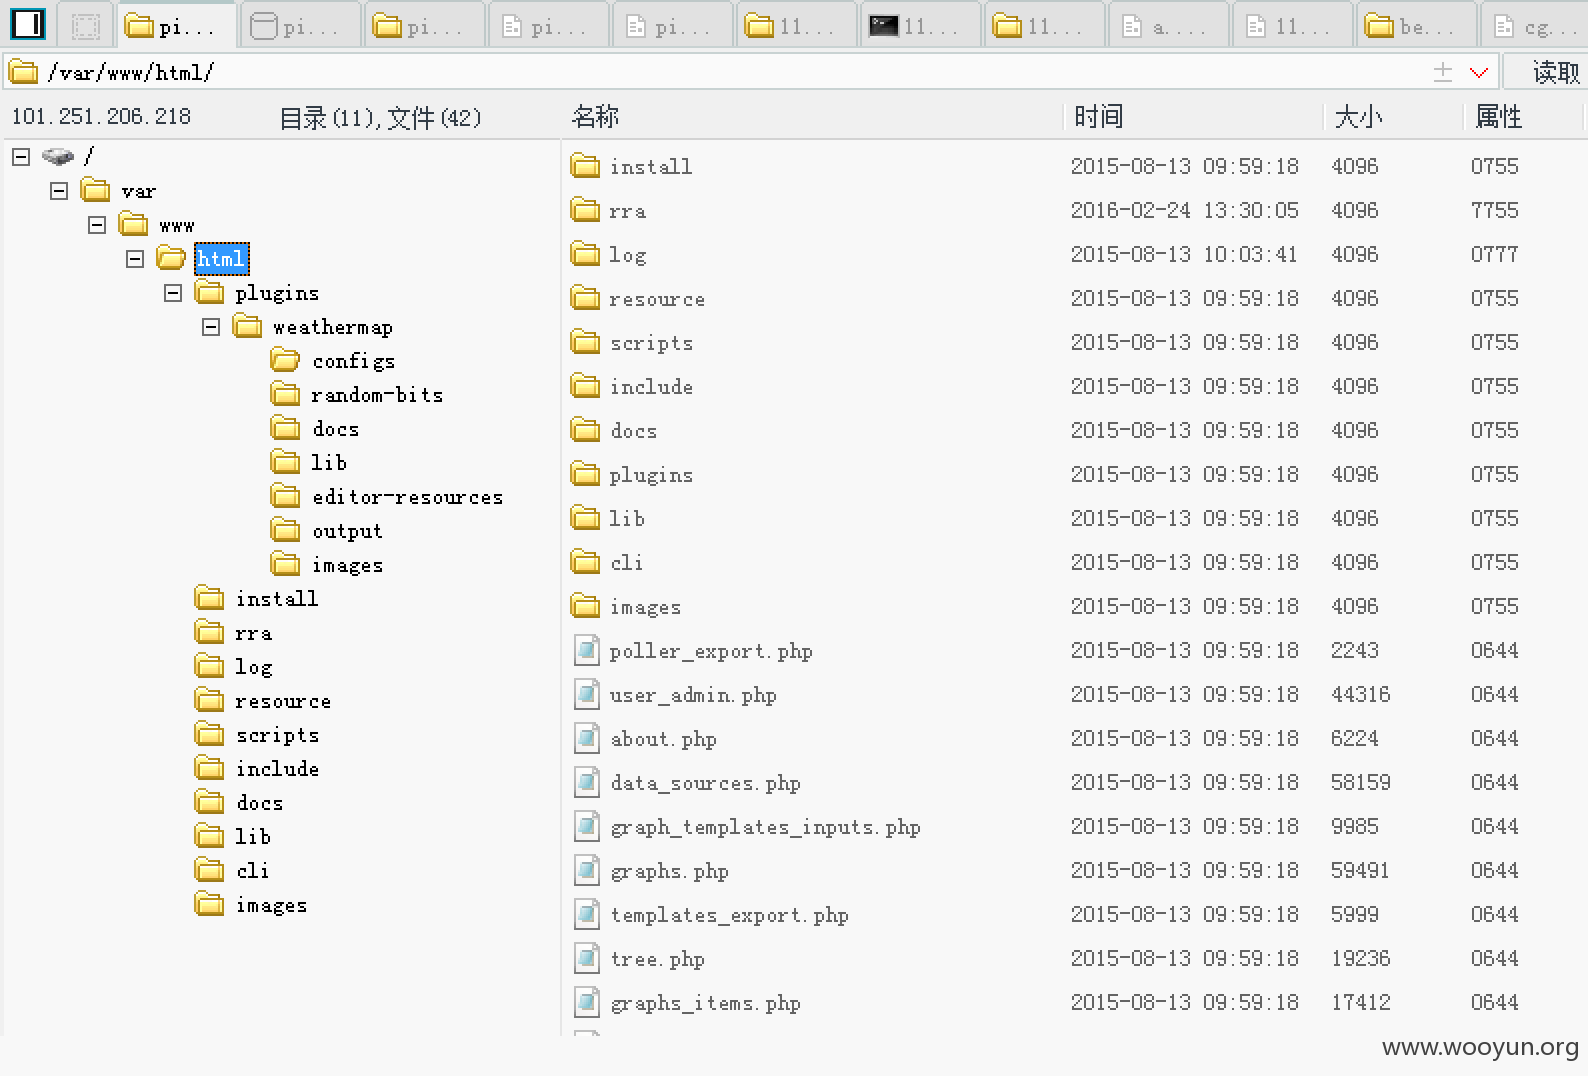 pi... pi... pi... pi... pi... 11... 11... 11... a.... 11... be... cg...
/var/www/html/ 读取
101.251.206.218 目录(11),文件(42) 名称 时间 大小 属性
/
var
www
html
plugins
weathermap
configs
random-bits
docs
lib
editor-resources
output
images
install
rra
log
resource
scripts
include
docs
lib
cli
images
install 2015-08-13 09:59:18 4096 0755
rra 2016-02-24 13:30:05 4096 7755
log 2015-08-13 10:03:41 4096 0777
resource 2015-08-13 09:59:18 4096 0755
scripts 2015-08-13 09:59:18 4096 0755
include 2015-08-13 09:59:18 4096 0755
docs 2015-08-13 09:59:18 4096 0755
plugins 2015-08-13 09:59:18 4096 0755
lib 2015-08-13 09:59:18 4096 0755
cli 2015-08-13 09:59:18 4096 0755
images 2015-08-13 09:59:18 4096 0755
poller_export.php 2015-08-13 09:59:18 2243 0644
user_admin.php 2015-08-13 09:59:18 44316 0644
about.php 2015-08-13 09:59:18 6224 0644
data_sources.php 2015-08-13 09:59:18 58159 0644
graph_templates_inputs.php 2015-08-13 09:59:18 9985 0644
graphs.php 2015-08-13 09:59:18 59491 0644
templates_export.php 2015-08-13 09:59:18 5999 0644
tree.php 2015-08-13 09:59:18 19236 0644
graphs_items.php 2015-08-13 09:59:18 17412 0644
www.wooyun.org